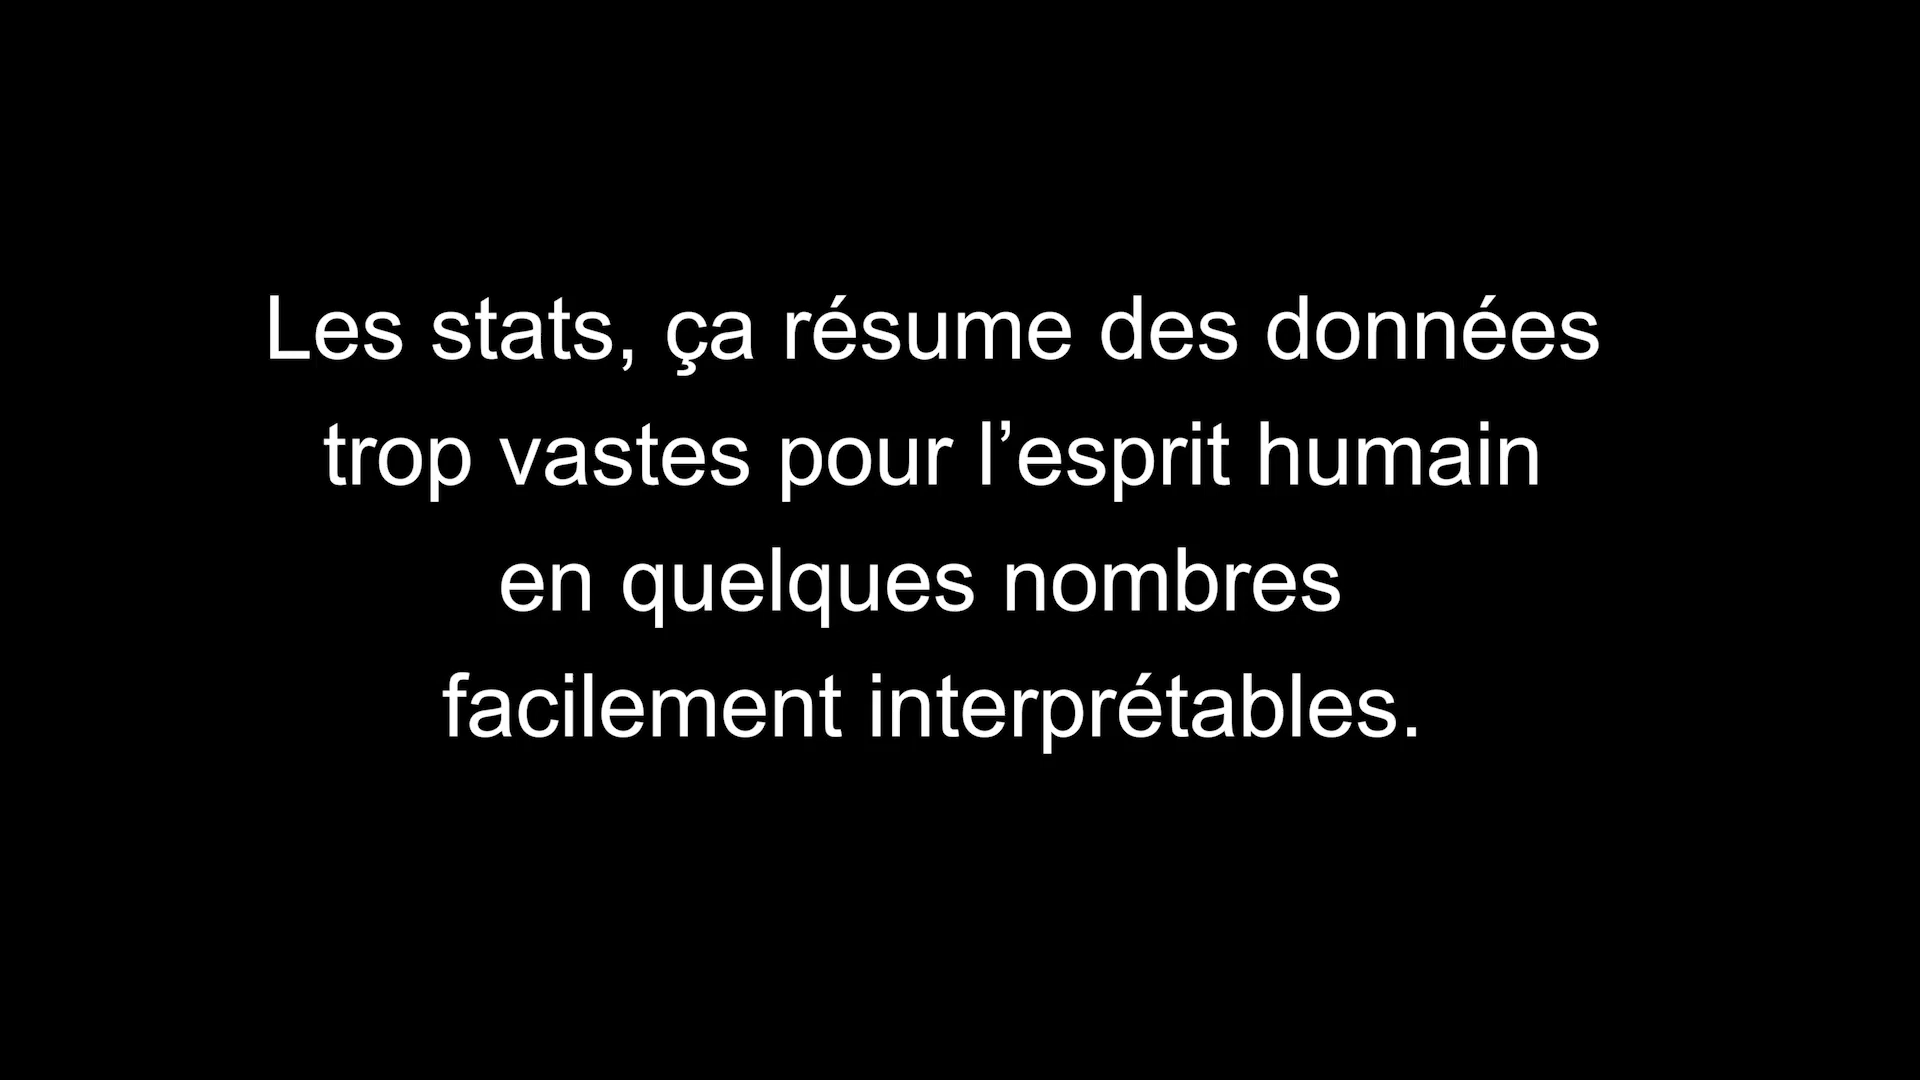 Les stats, ça résume des données
trop vastes pour l’esprit humain
en quelques nombres
facilement interprétables.